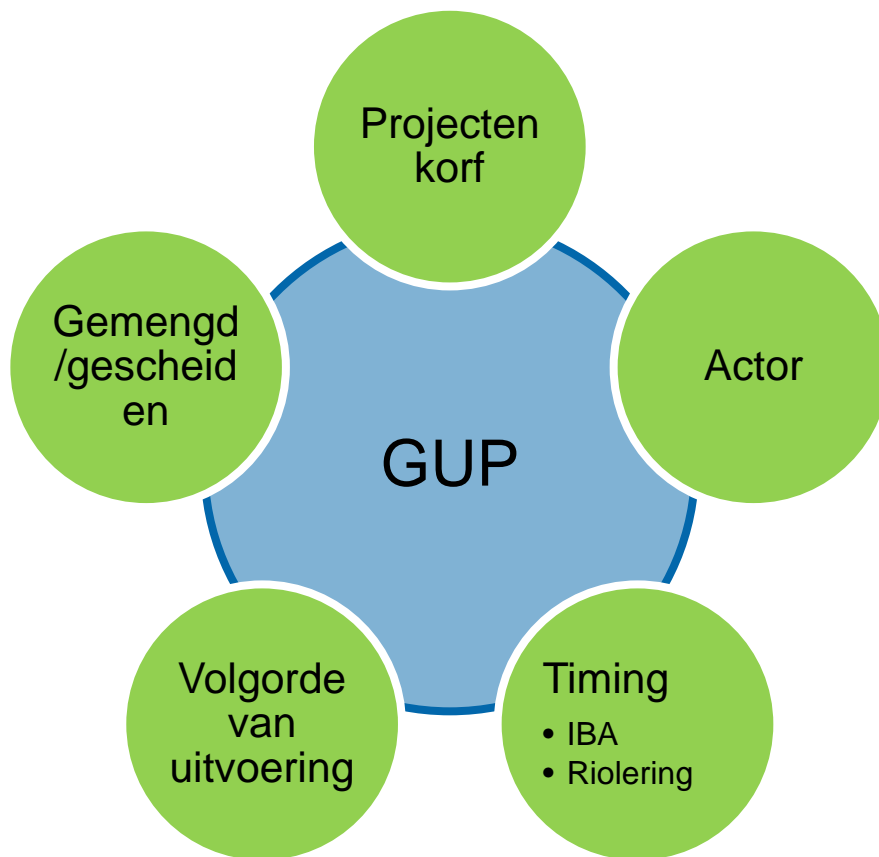 Projecten
korf
Actor
Timing
• IBA
• Riolering
Volgorde
van
uitvoering
Gemengd
/gescheid
en
GUP